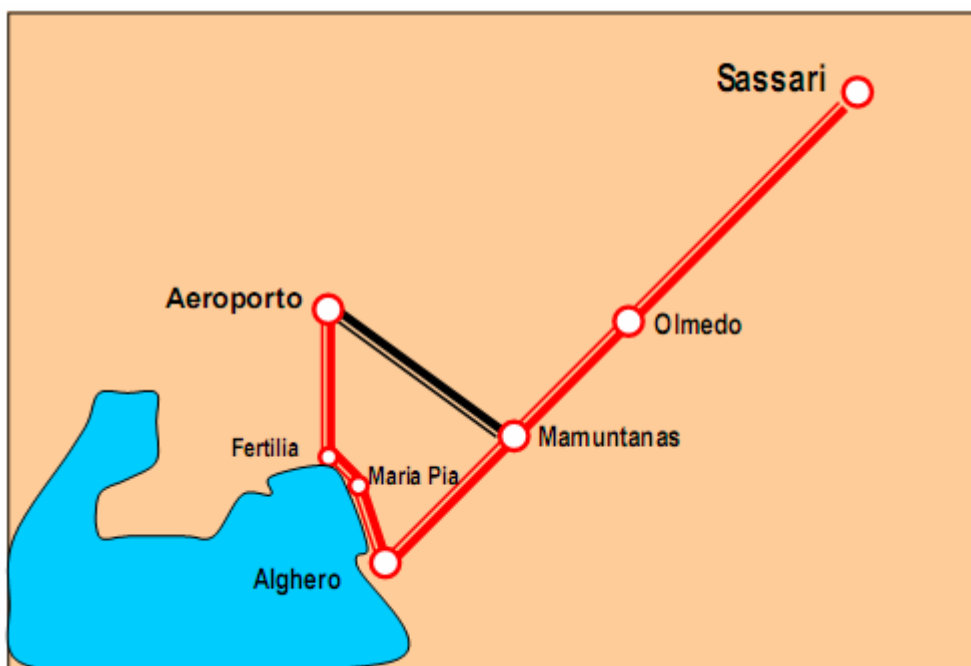 Sassari
Aeroporto
Olmedo
Mamuntanas
Fertilia
Maria Pia
Alghero